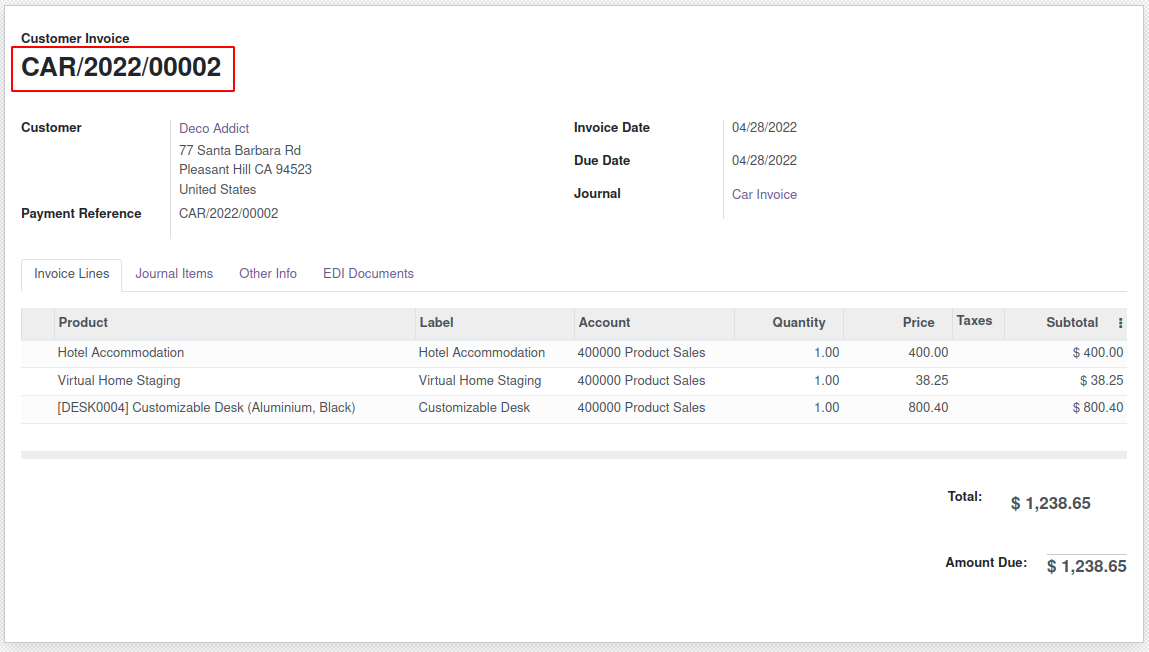 Customer Invoice
CAR/2022/00002
Customer
Deco Addict
77 Santa Barbara Rd
Pleasant Hill CA 94523
United States
Payment Reference
CAR/2022/00002
Invoice Date
04/28/2022
Due Date
04/28/2022
Journal
Car Invoice
Invoice Lines Journal Items Other Info EDI Documents
Product Label Account Quantity Price Taxes Subtotal
Hotel Accommodation Hotel Accommodation 400000 Product Sales 1.00 400.00 $ 400.00
Virtual Home Staging Virtual Home Staging 400000 Product Sales 1.00 38.25 $ 38.25
[DESK0004] Customizable Desk (Aluminium, Black) Customizable Desk 400000 Product Sales 1.00 800.40 $ 800.40
Total: $ 1,238.65
Amount Due: $ 1,238.65